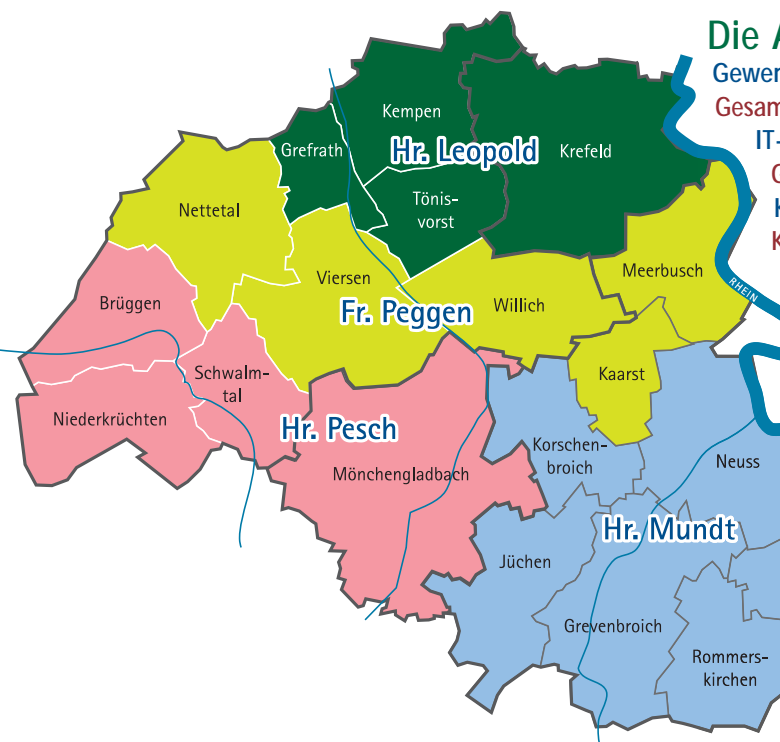 Die
Gewer
Gesam
IT-
K
K
Kempen
Grefrath
Hr. Leopold
Krefeld
Tönis-
vorst
Nettetal
Meerbusch
Viersen
RHEIN
Brüggen
Willich
Fr. Peggen
Schwalm-
tal
Kaarst
Niederkrüchten
Hr. Pesch
Korschen-
broich
Mönchengladbach
Neuss
Hr. Mundt
Jüchen
Grevenbroich
Rommers-
kirchen